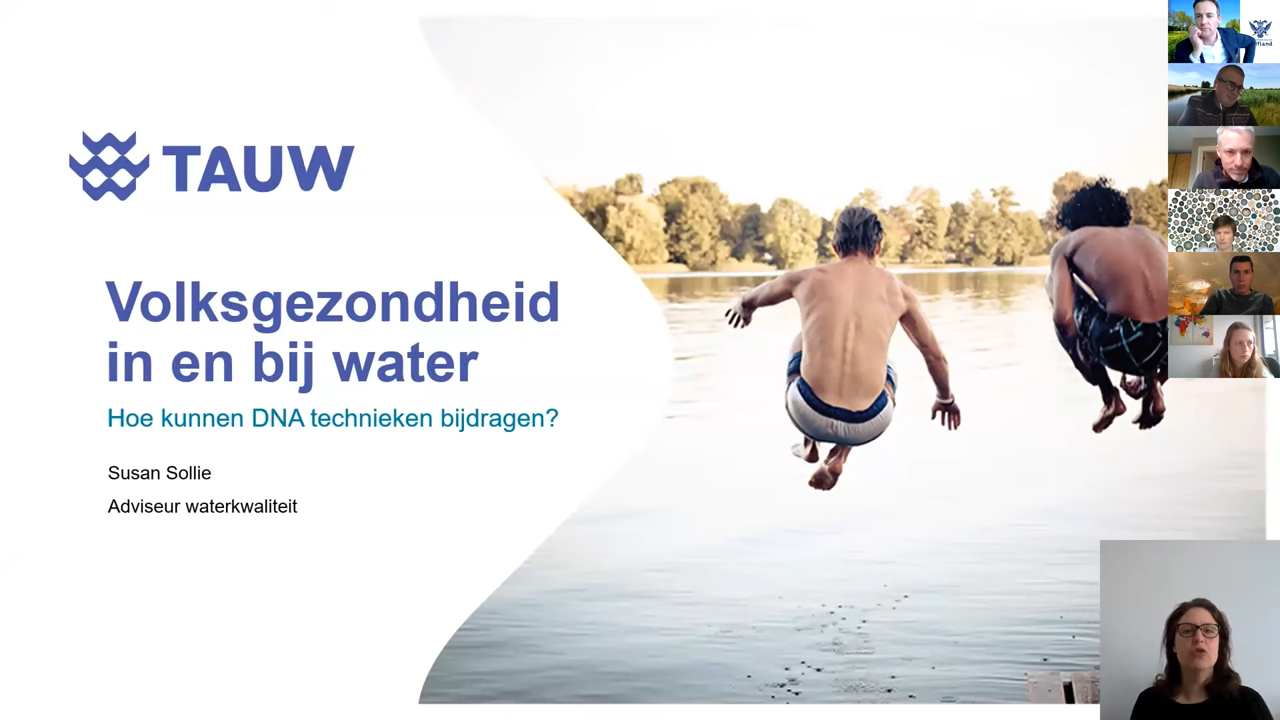 TAUW
Volksgezondheid
in en bij water
Hoe kunnen DNA technieken bijdragen?
Susan Sollie
Adviseur waterkwaliteit